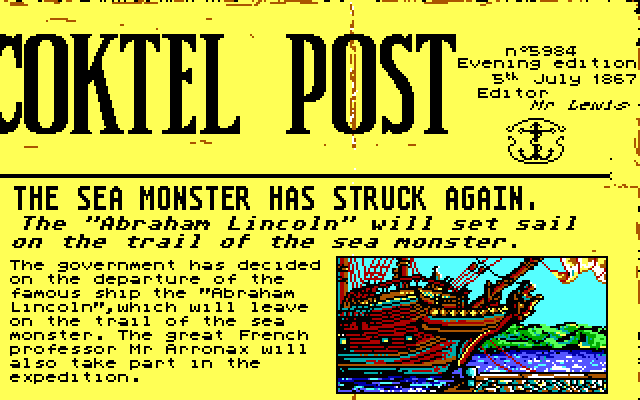 COKTEL POST
n°5984
Evening edition
5th July 1867
Editor
Mr Lewis
THE SEA MONSTER HAS STRUCK AGAIN.
The "Abraham Lincoln" will set sail
on the trail of the sea monster.
The government has decided
on the departure of the
famous ship the "Abraham
Lincoln",which will leave
on the trail of the sea
monster. The great French
professor Mr Arronax will
also take part in the
expedition.